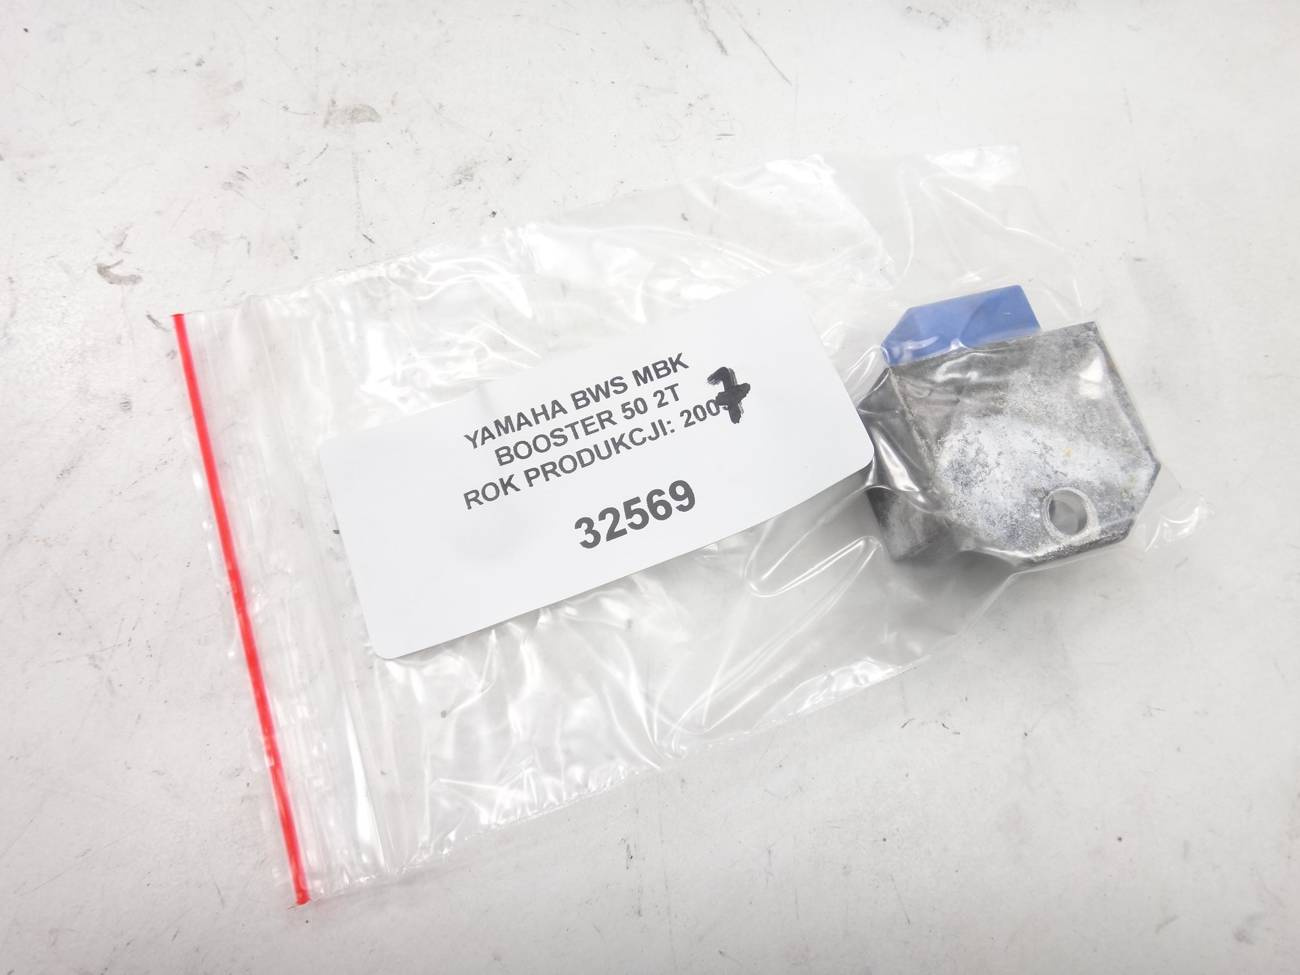 YAMAHA BWS MBK
BOOSTER 50 2T
ROK PRODUKCJI: 2007
32569